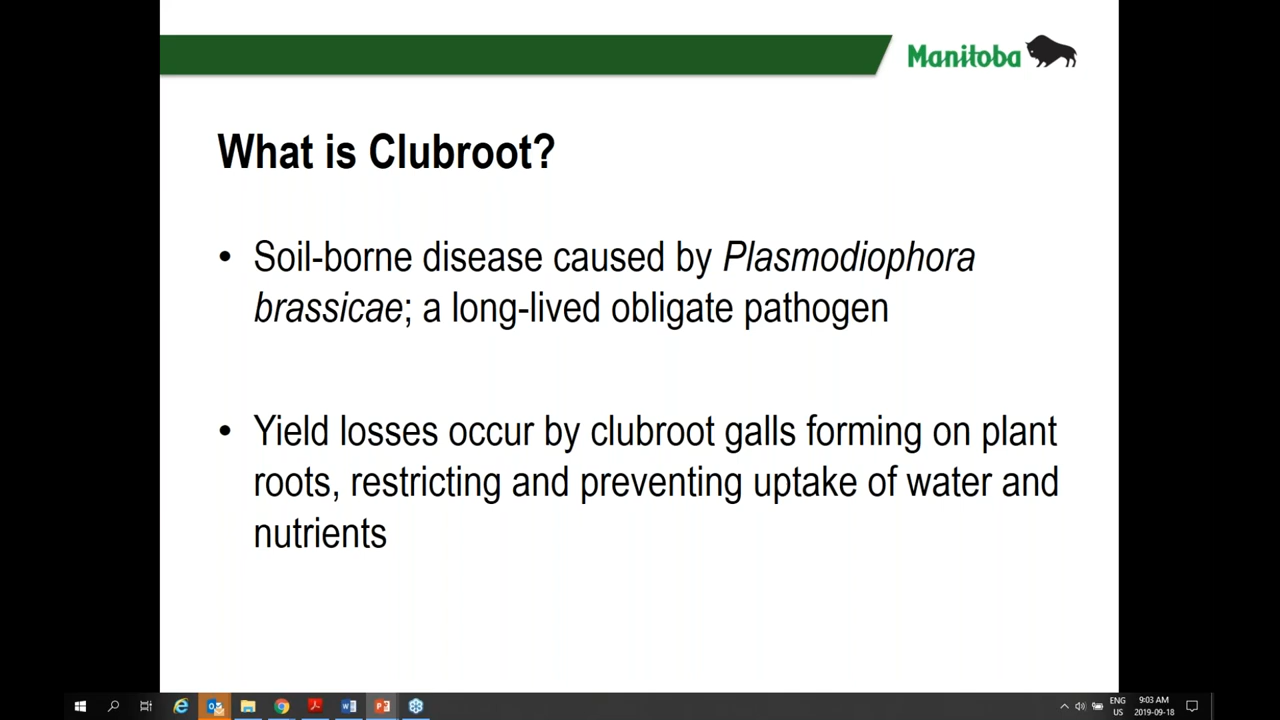 Manitoba
What is Clubroot?
• Soil-borne disease caused by Plasmodiophora
brassicae; a long-lived obligate pathogen
• Yield losses occur by clubroot galls forming on plant
roots, restricting and preventing uptake of water and
nutrients
ENG
US
9:03 AM
2019-09-18